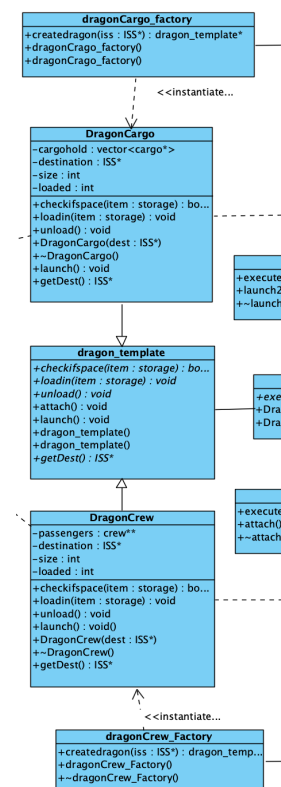 dragonCargo_factory
+createdragon(iss : ISS*) : dragon_template*
+dragonCrago_factory()
+dragonCrago_factory()
<<instantiate...
DragonCargo
-cargohold : vector<cargo*>
-destination : ISS*
-size : int
-loaded : int
+checkifspace(item : storage) : bo...
+loadin(item : storage) : void
+unload() : void
+DragonCargo(dest : ISS*)
+~DragonCargo()
+launch() : void
+getDest() : ISS*
+execute
+launch2
+~launch
dragon_template
+checkifspace(item : storage) : bo...
+loadin(item : storage) : void
+unload() : void
+attach() : void
+launch() : void
+dragon_template()
+dragon_template()
+getDest() : ISS*
+exe
+Dra
+Dra
DragonCrew
-passengers : crew**
-destination : ISS*
-size : int
-loaded : int
+checkifspace(item : storage) : bo...
+loadin(item : storage) : void
+unload() : void
+launch() : void()
+DragonCrew(dest : ISS*)
+~DragonCrew()
+getDest() : ISS*
+execute
+attach()
+~attach
<<instantiate...
dragonCrew_Factory
+createdragon(iss : ISS*) : dragon_temp...
+dragonCrew_Factory()
+~dragonCrew_Factory()